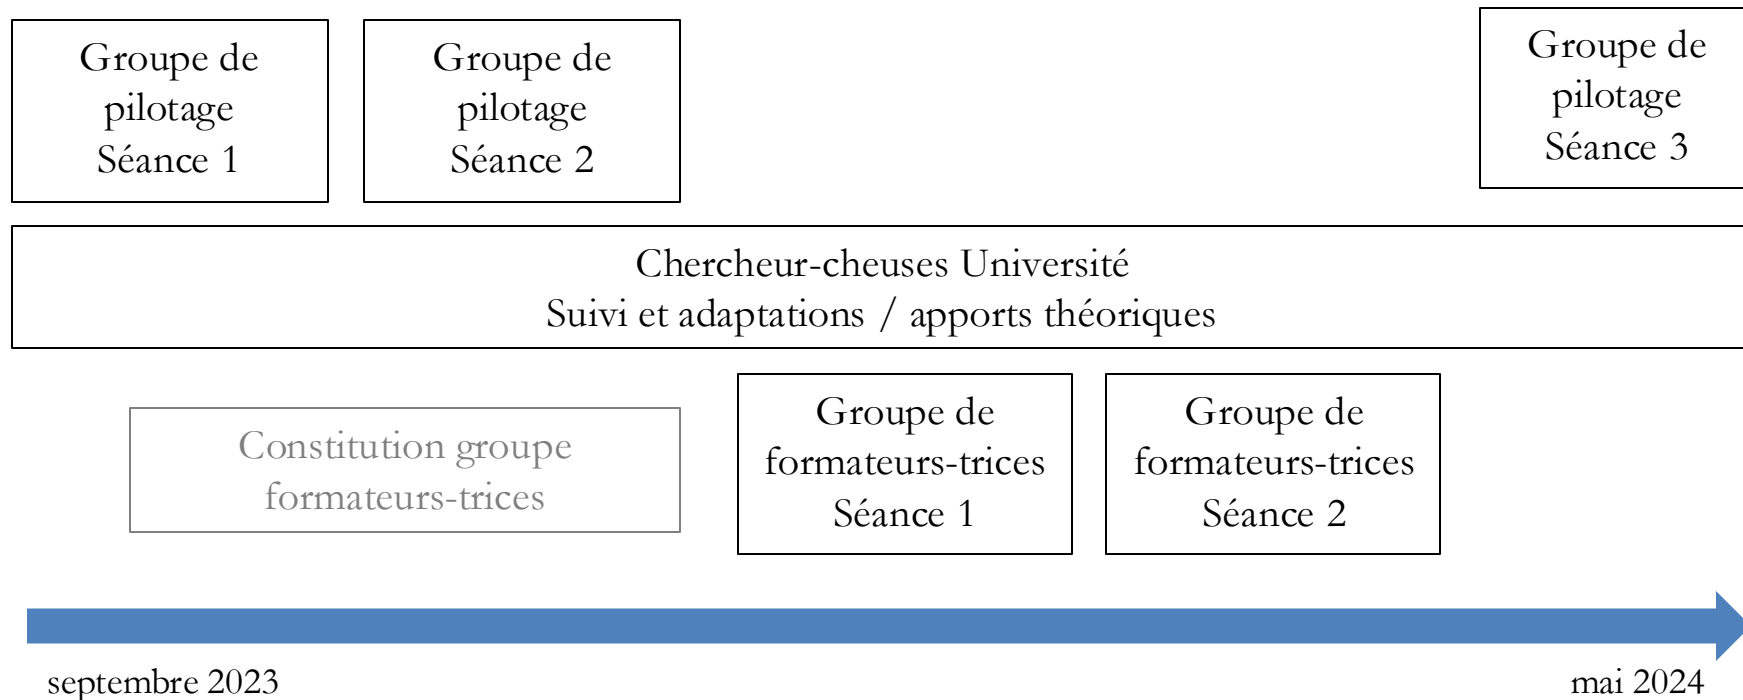 Groupe de
pilotage
Séance 1
Groupe de
pilotage
Séance 2
Groupe de
pilotage
Séance 3
Chercheur-cheuses Université
Suivi et adaptations / apports théoriques
Constitution groupe
formateurs-trices
Groupe de
formateurs-trices
Séance 1
Groupe de
formateurs-trices
Séance 2
septembre 2023
mai 2024